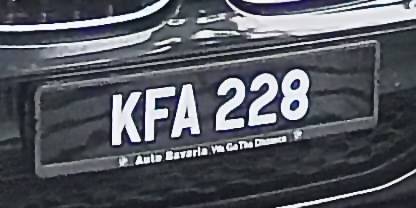 KFA 228
Auto Bavaria We Go The Distance